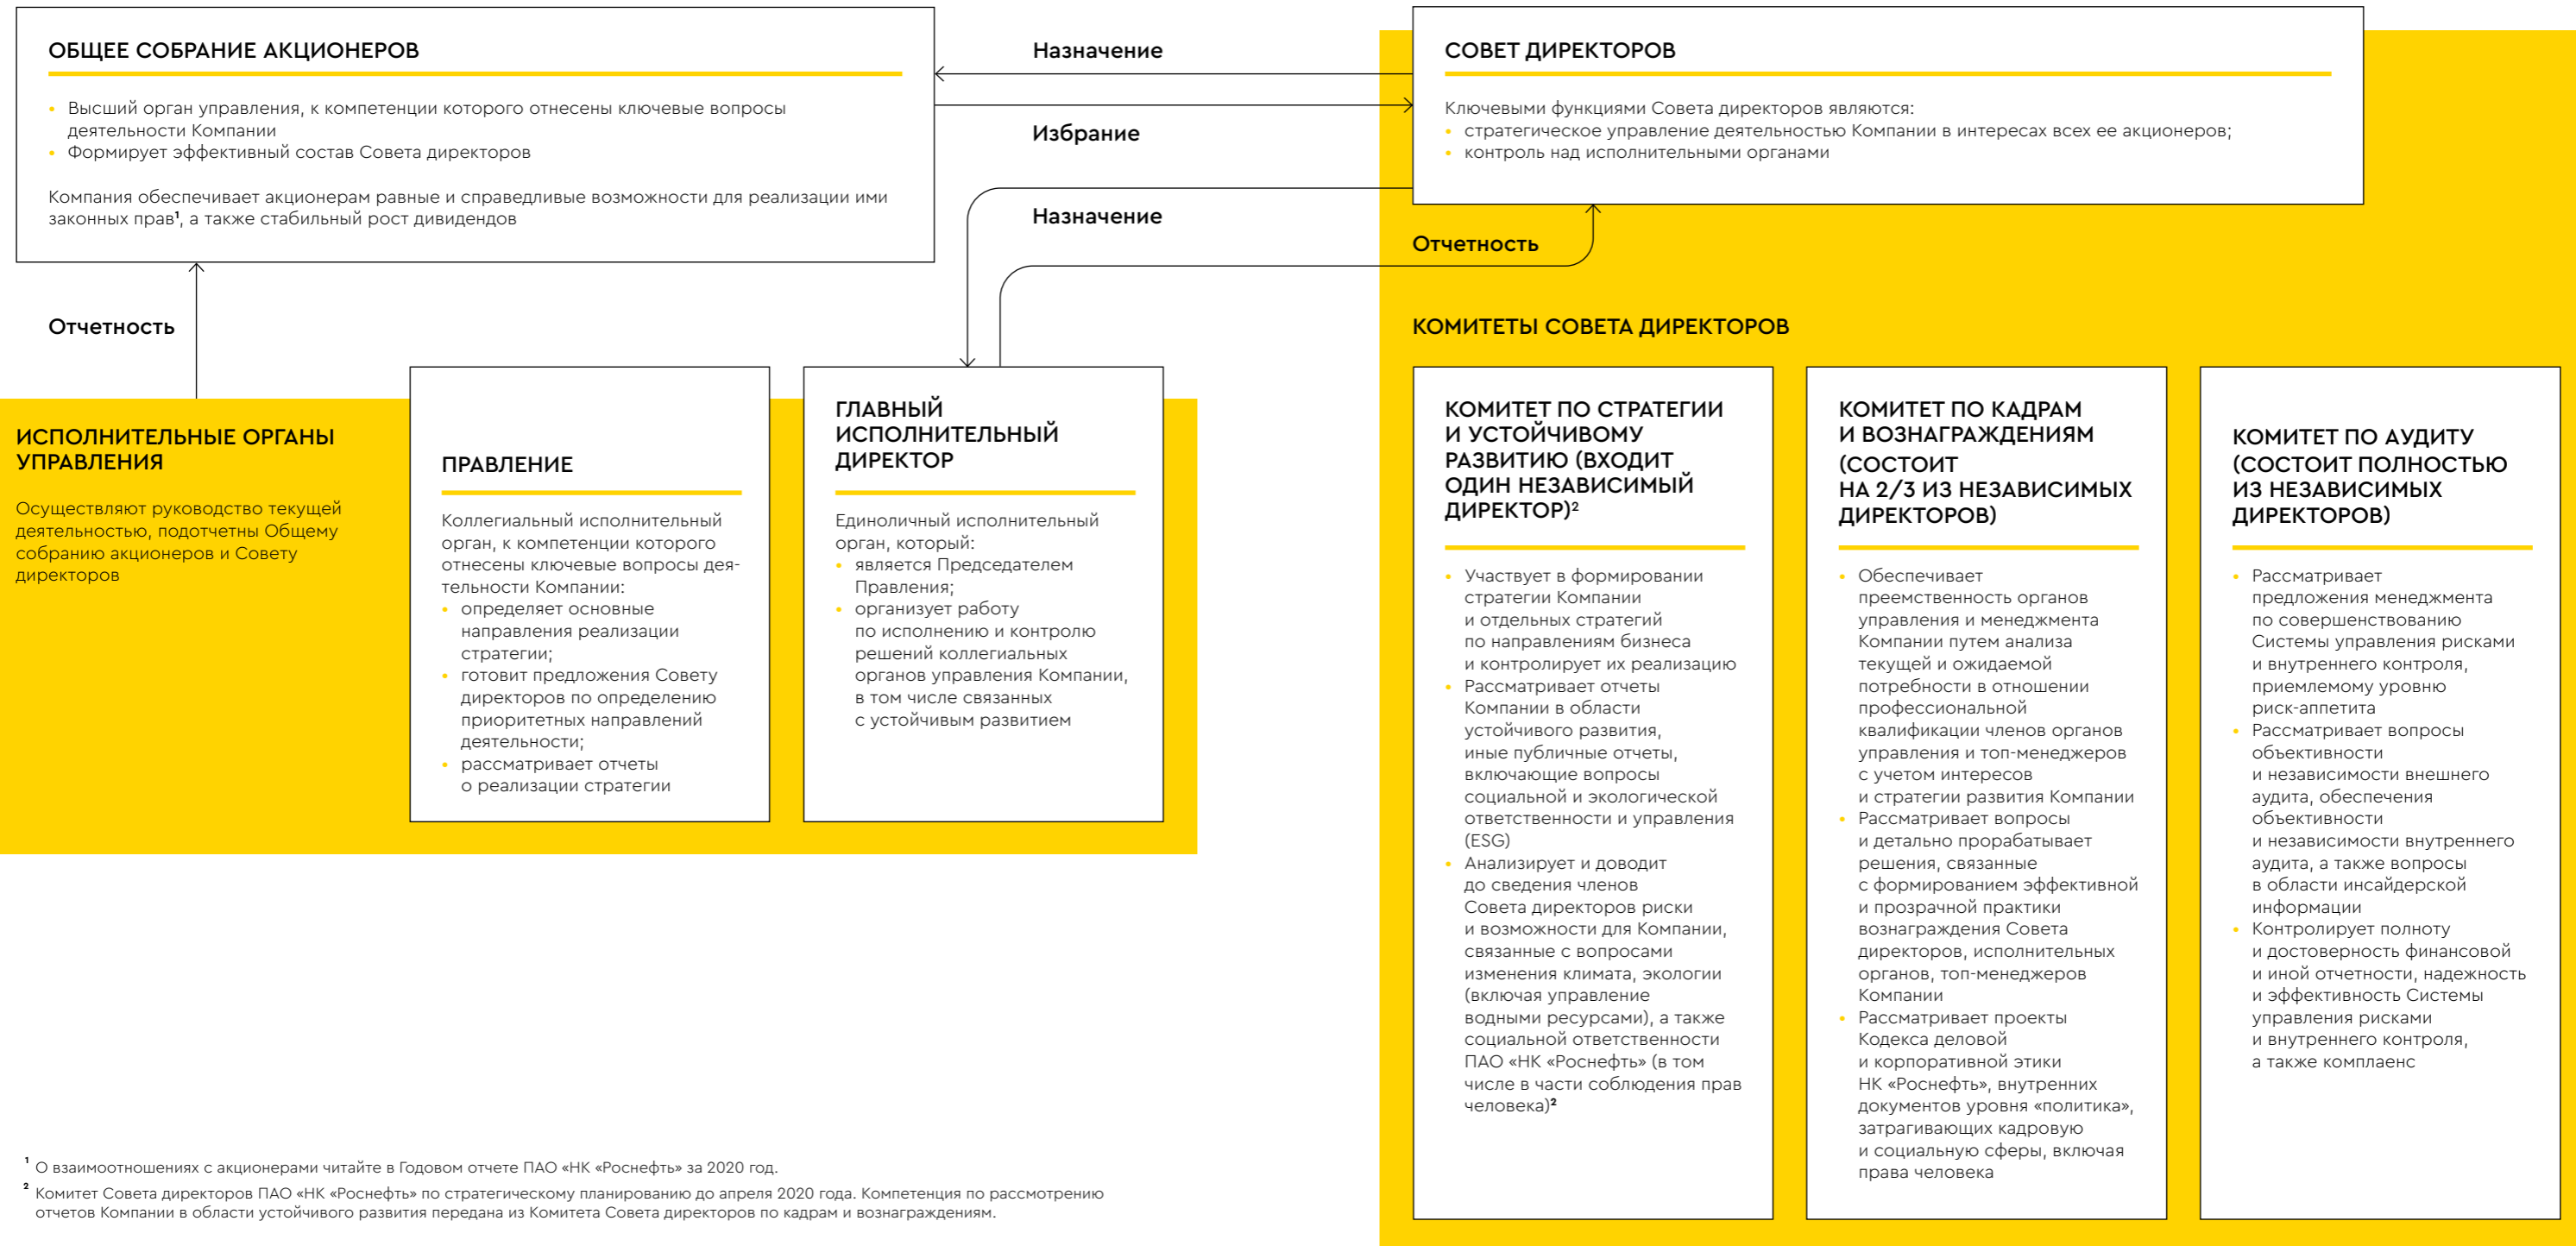 ОБЩЕЕ СОБРАНИЕ АКЦИОНЕРОВ
• Высший орган управления, к компетенции которого отнесены ключевые вопросы
деятельности Компании
• Формирует эффективный состав Совета директоров
Компания обеспечивает акционерам равные и справедливые возможности для реализации ими
законных прав¹, а также стабильный рост дивидендов
Назначение
Избрание
Назначение
Отчетность
СОВЕТ ДИРЕКТОРОВ
Ключевыми функциями Совета директоров являются:
• стратегическое управление деятельностью Компании в интересах всех ее акционеров;
• контроль над исполнительными органами
Отчетность
ИСПОЛНИТЕЛЬНЫЕ ОРГАНЫ
УПРАВЛЕНИЯ
Осуществляют руководство текущей
деятельностью, подотчетны Общему
собранию акционеров и Совету
директоров
ПРАВЛЕНИЕ
Коллегиальный исполнительный
орган, к компетенции которого
отнесены ключевые вопросы дея-
тельности Компании:
• определяет основные
направления реализации
стратегии;
• готовит предложения Совету
директоров по определению
приоритетных направлений
деятельности;
• рассматривает отчеты
о реализации стратегии
ГЛАВНЫЙ
ИСПОЛНИТЕЛЬНЫЙ
ДИРЕКТОР
Единоличный исполнительный
орган, который:
• является Председателем
Правления;
• организует работу
по исполнению и контролю
решений коллегиальных
органов управления Компании,
в том числе связанных
с устойчивым развитием
КОМИТЕТЫ СОВЕТА ДИРЕКТОРОВ
КОМИТЕТ ПО СТРАТЕГИИ
И УСТОЙЧИВОМУ
РАЗВИТИЮ (ВХОДИТ
ОДИН НЕЗАВИСИМЫЙ
ДИРЕКТОР)²
• Участвует в формировании
стратегии Компании
и отдельных стратегий
по направлениям бизнеса
и контролирует их реализацию
• Рассматривает отчеты
Компании в области
устойчивого развития,
иные публичные отчеты,
включающие вопросы
социальной и экологической
ответственности и управления
(ESG)
• Анализирует и доводит
до сведения членов
Совета директоров риски
и возможности для Компании,
связанные с вопросами
изменения климата, экологии
(включая управление
водными ресурсами), а также
социальной ответственности
ПАО «НК «Роснефть» (в том
числе в части соблюдения прав
человека)²
КОМИТЕТ ПО КАДРАМ
И ВОЗНАГРАЖДЕНИЯМ
(СОСТОИТ
НА 2/3 ИЗ НЕЗАВИСИМЫХ
ДИРЕКТОРОВ)
• Обеспечивает
преемственность органов
управления и менеджмента
Компании путем анализа
текущей и ожидаемой
потребности в отношении
профессиональной
квалификации членов органов
управления и топ-менеджеров
с учетом интересов
и стратегии развития Компании
• Рассматривает вопросы
и детально прорабатывает
решения, связанные
с формированием эффективной
и прозрачной практики
вознаграждения Совета
директоров, исполнительных
органов, топ-менеджеров
Компании
• Рассматривает проекты
Кодекса деловой
и корпоративной этики
НК «Роснефть», внутренних
документов уровня «политика»,
затрагивающих кадровую
и социальную сферы, включая
права человека
КОМИТЕТ ПО АУДИТУ
(СОСТОИТ ПОЛНОСТЬЮ
ИЗ НЕЗАВИСИМЫХ
ДИРЕКТОРОВ)
• Рассматривает
предложения менеджмента
по совершенствованию
Системы управления рисками
и внутреннего контроля,
приемлемому уровню
риск-аппетита
• Рассматривает вопросы
объективности
и независимости внешнего
аудита, обеспечения
объективности
и независимости внутреннего
аудита, а также вопросы
в области инсайдерской
информации
• Контролирует полноту
и достоверность финансовой
и иной отчетности, надежность
и эффективность Системы
управления рисками
и внутреннего контроля,
а также комплаенс
¹ О взаимоотношениях с акционерами читайте в Годовом отчете ПАО «НК «Роснефть» за 2020 год.
² Комитет Совета директоров ПАО «НК «Роснефть» по стратегическому планированию до апреля 2020 года. Компетенция по рассмотрению
отчетов Компании в области устойчивого развития передана из Комитета Совета директоров по кадрам и вознаграждениям.